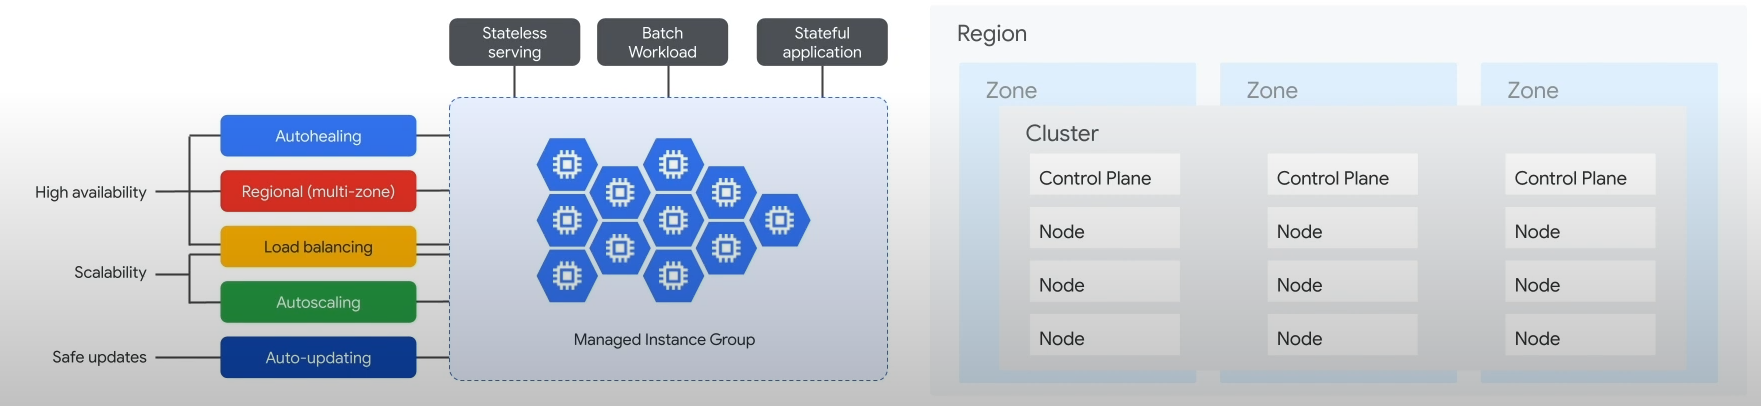 Stateless
serving
Batch
Workload
Stateful
application
High availability
Scalability
Safe updates
Autohealing
Regional (multi-zone)
Load balancing
Autoscaling
Auto-updating
Managed Instance Group
Region
Zone
Zone
Zone
Cluster
Control Plane
Control Plane
Control Plane
Node
Node
Node
Node
Node
Node
Node
Node
Node